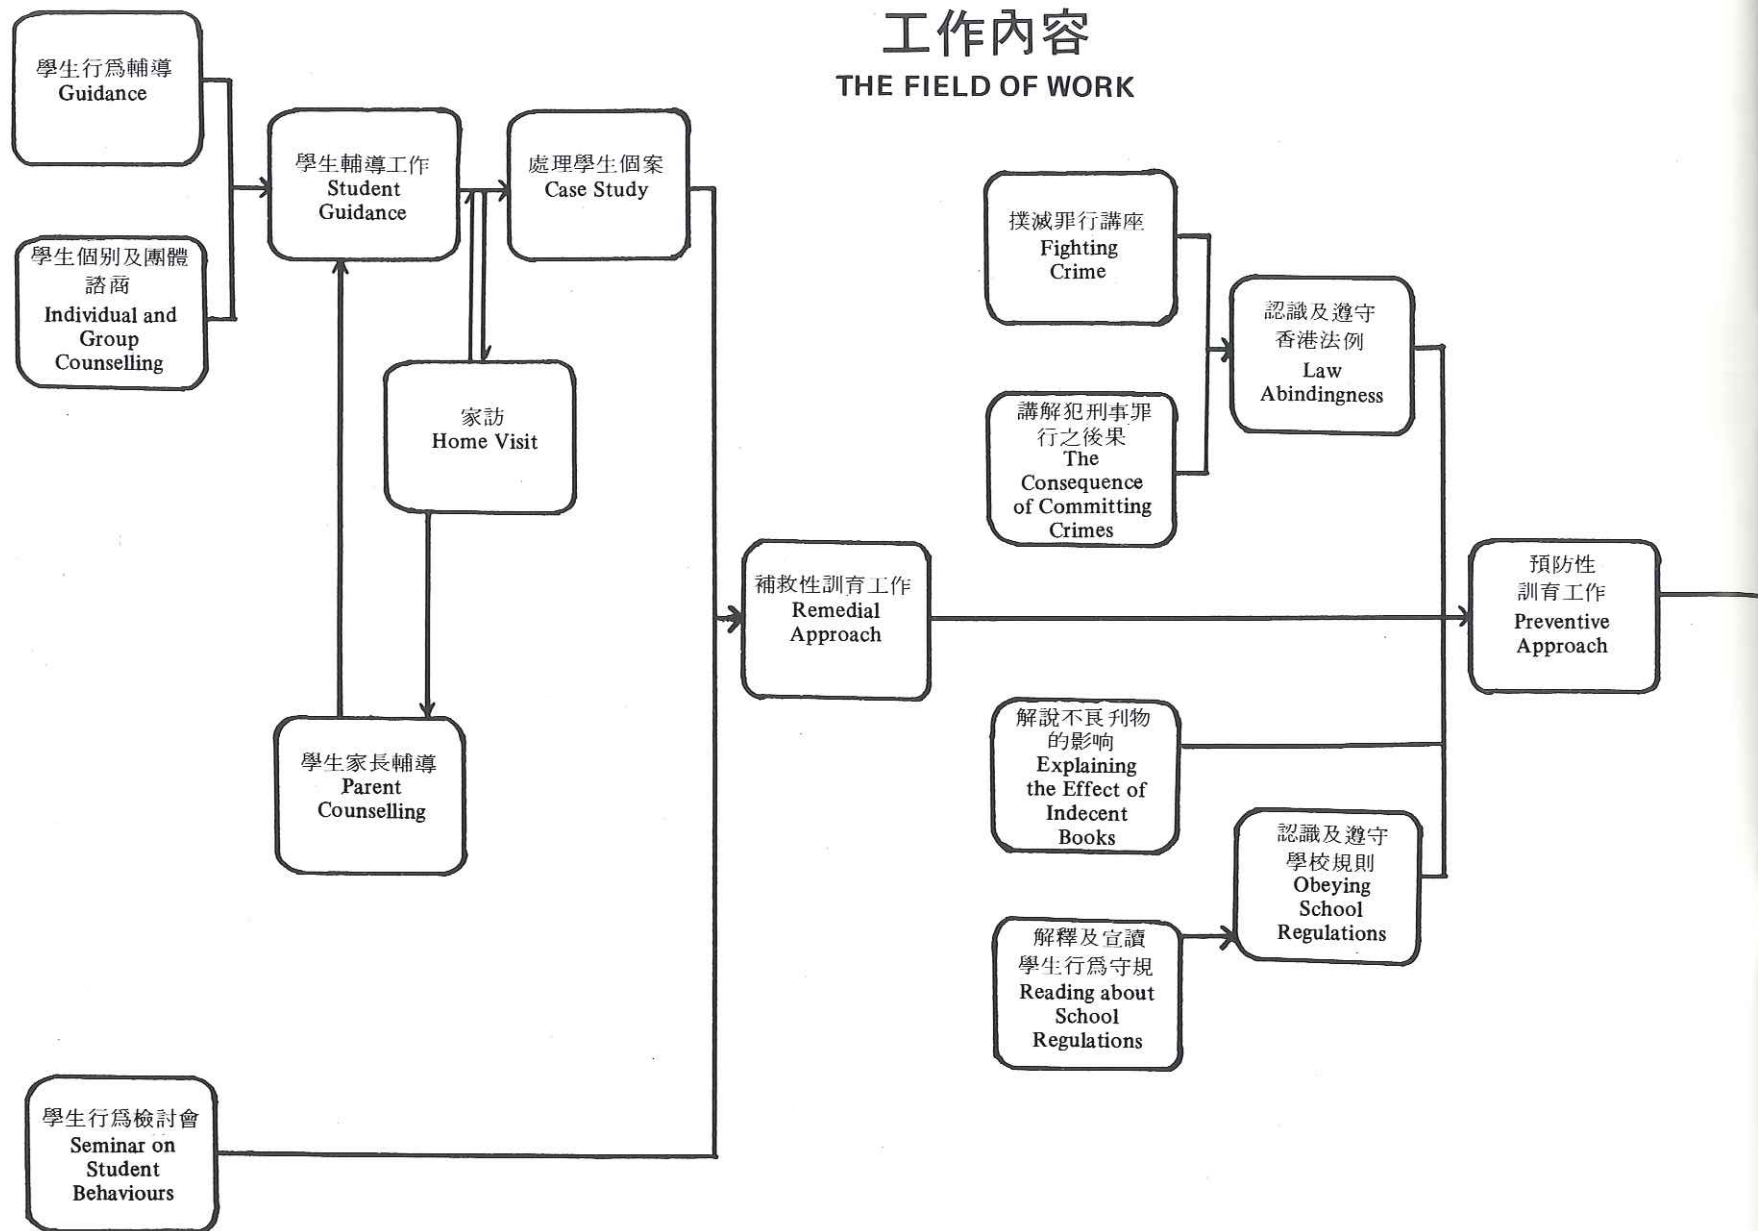 工作內容
THE FIELD OF WORK
學生行爲輔導
Guidance
學生個别及團體
諮商
Individual and
Group
Counselling
學生輔導工作
Student
Guidance
處理學生個案
Case Study
家訪
Home Visit
學生家長輔導
Parent
Counselling
學生行爲檢討會
Seminar on
Student
Behaviours
補救性訓育工作
Remedial
Approach
撲滅罪行講座
Fighting
Crime
講解犯刑事罪
行之後果
The
Consequence
of Committing
Crimes
認識及遵守
香港法例
Law
Abindingness
解說不良刋物
的影响
Explaining
the Effect of
Indecent
Books
解釋及宣讀
學生行爲守規
Reading about
School
Regulations
認識及遵守
學校規則
Obeying
School
Regulations
預防性
訓育工作
Preventive
Approach